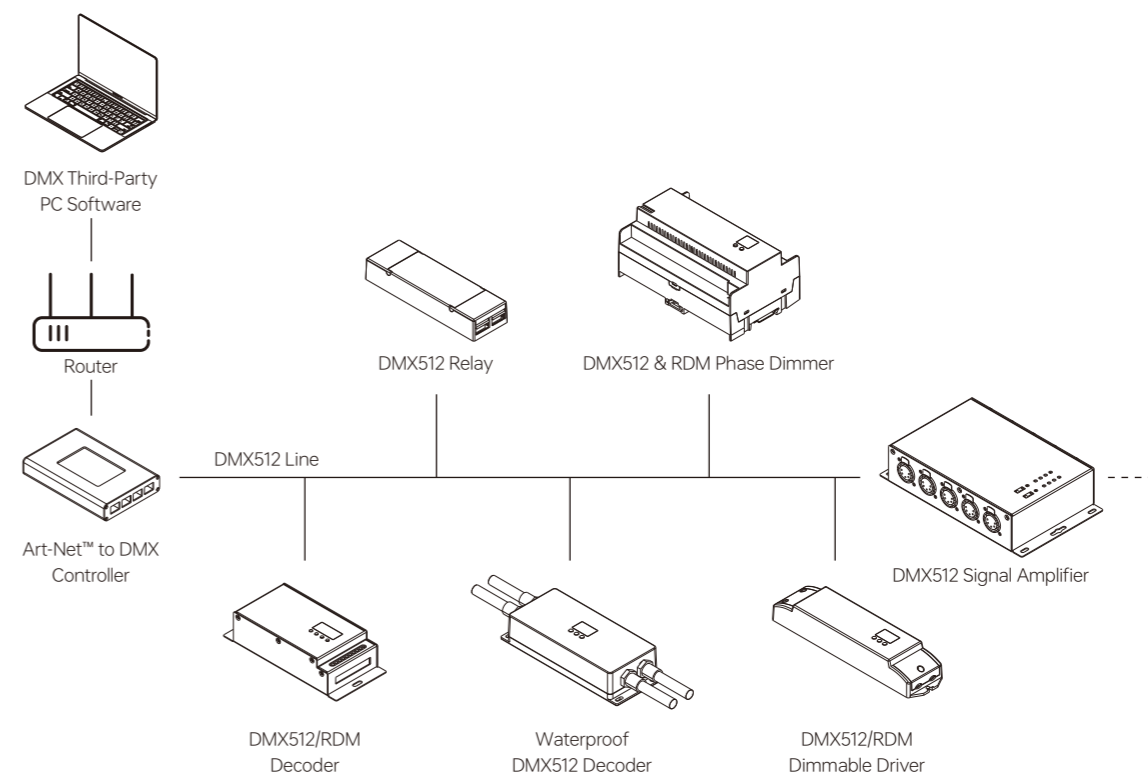 DMX Third-Party
PC Software
Router
Art-Net™ to DMX
Controller
DMX512 Relay
DMX512 & RDM Phase Dimmer
DMX512 Line
DMX512 Signal Amplifier
DMX512/RDM
Decoder
Waterproof
DMX512 Decoder
DMX512/RDM
Dimmable Driver